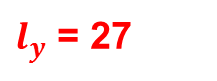 l_y = 27